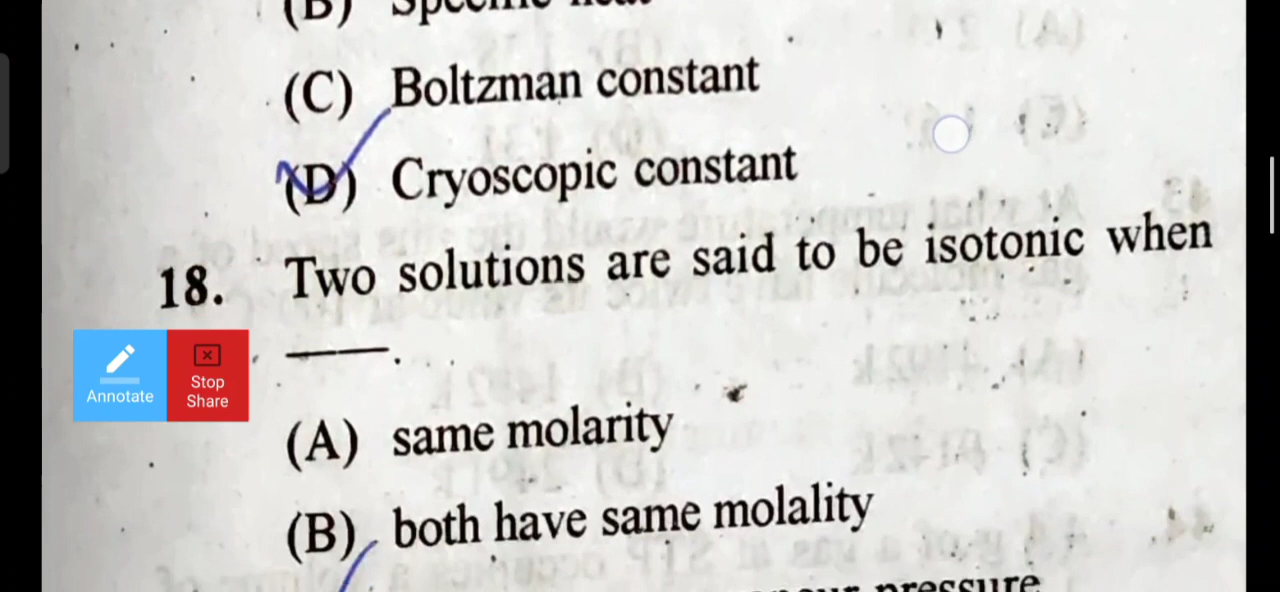 (B)
(C) Boltzman constant
(D) Cryoscopic constant
18. Two solutions are said to be isotonic when
———.
Annotate
Stop
Share
(A) same molarity
(B) both have same molality
pressure